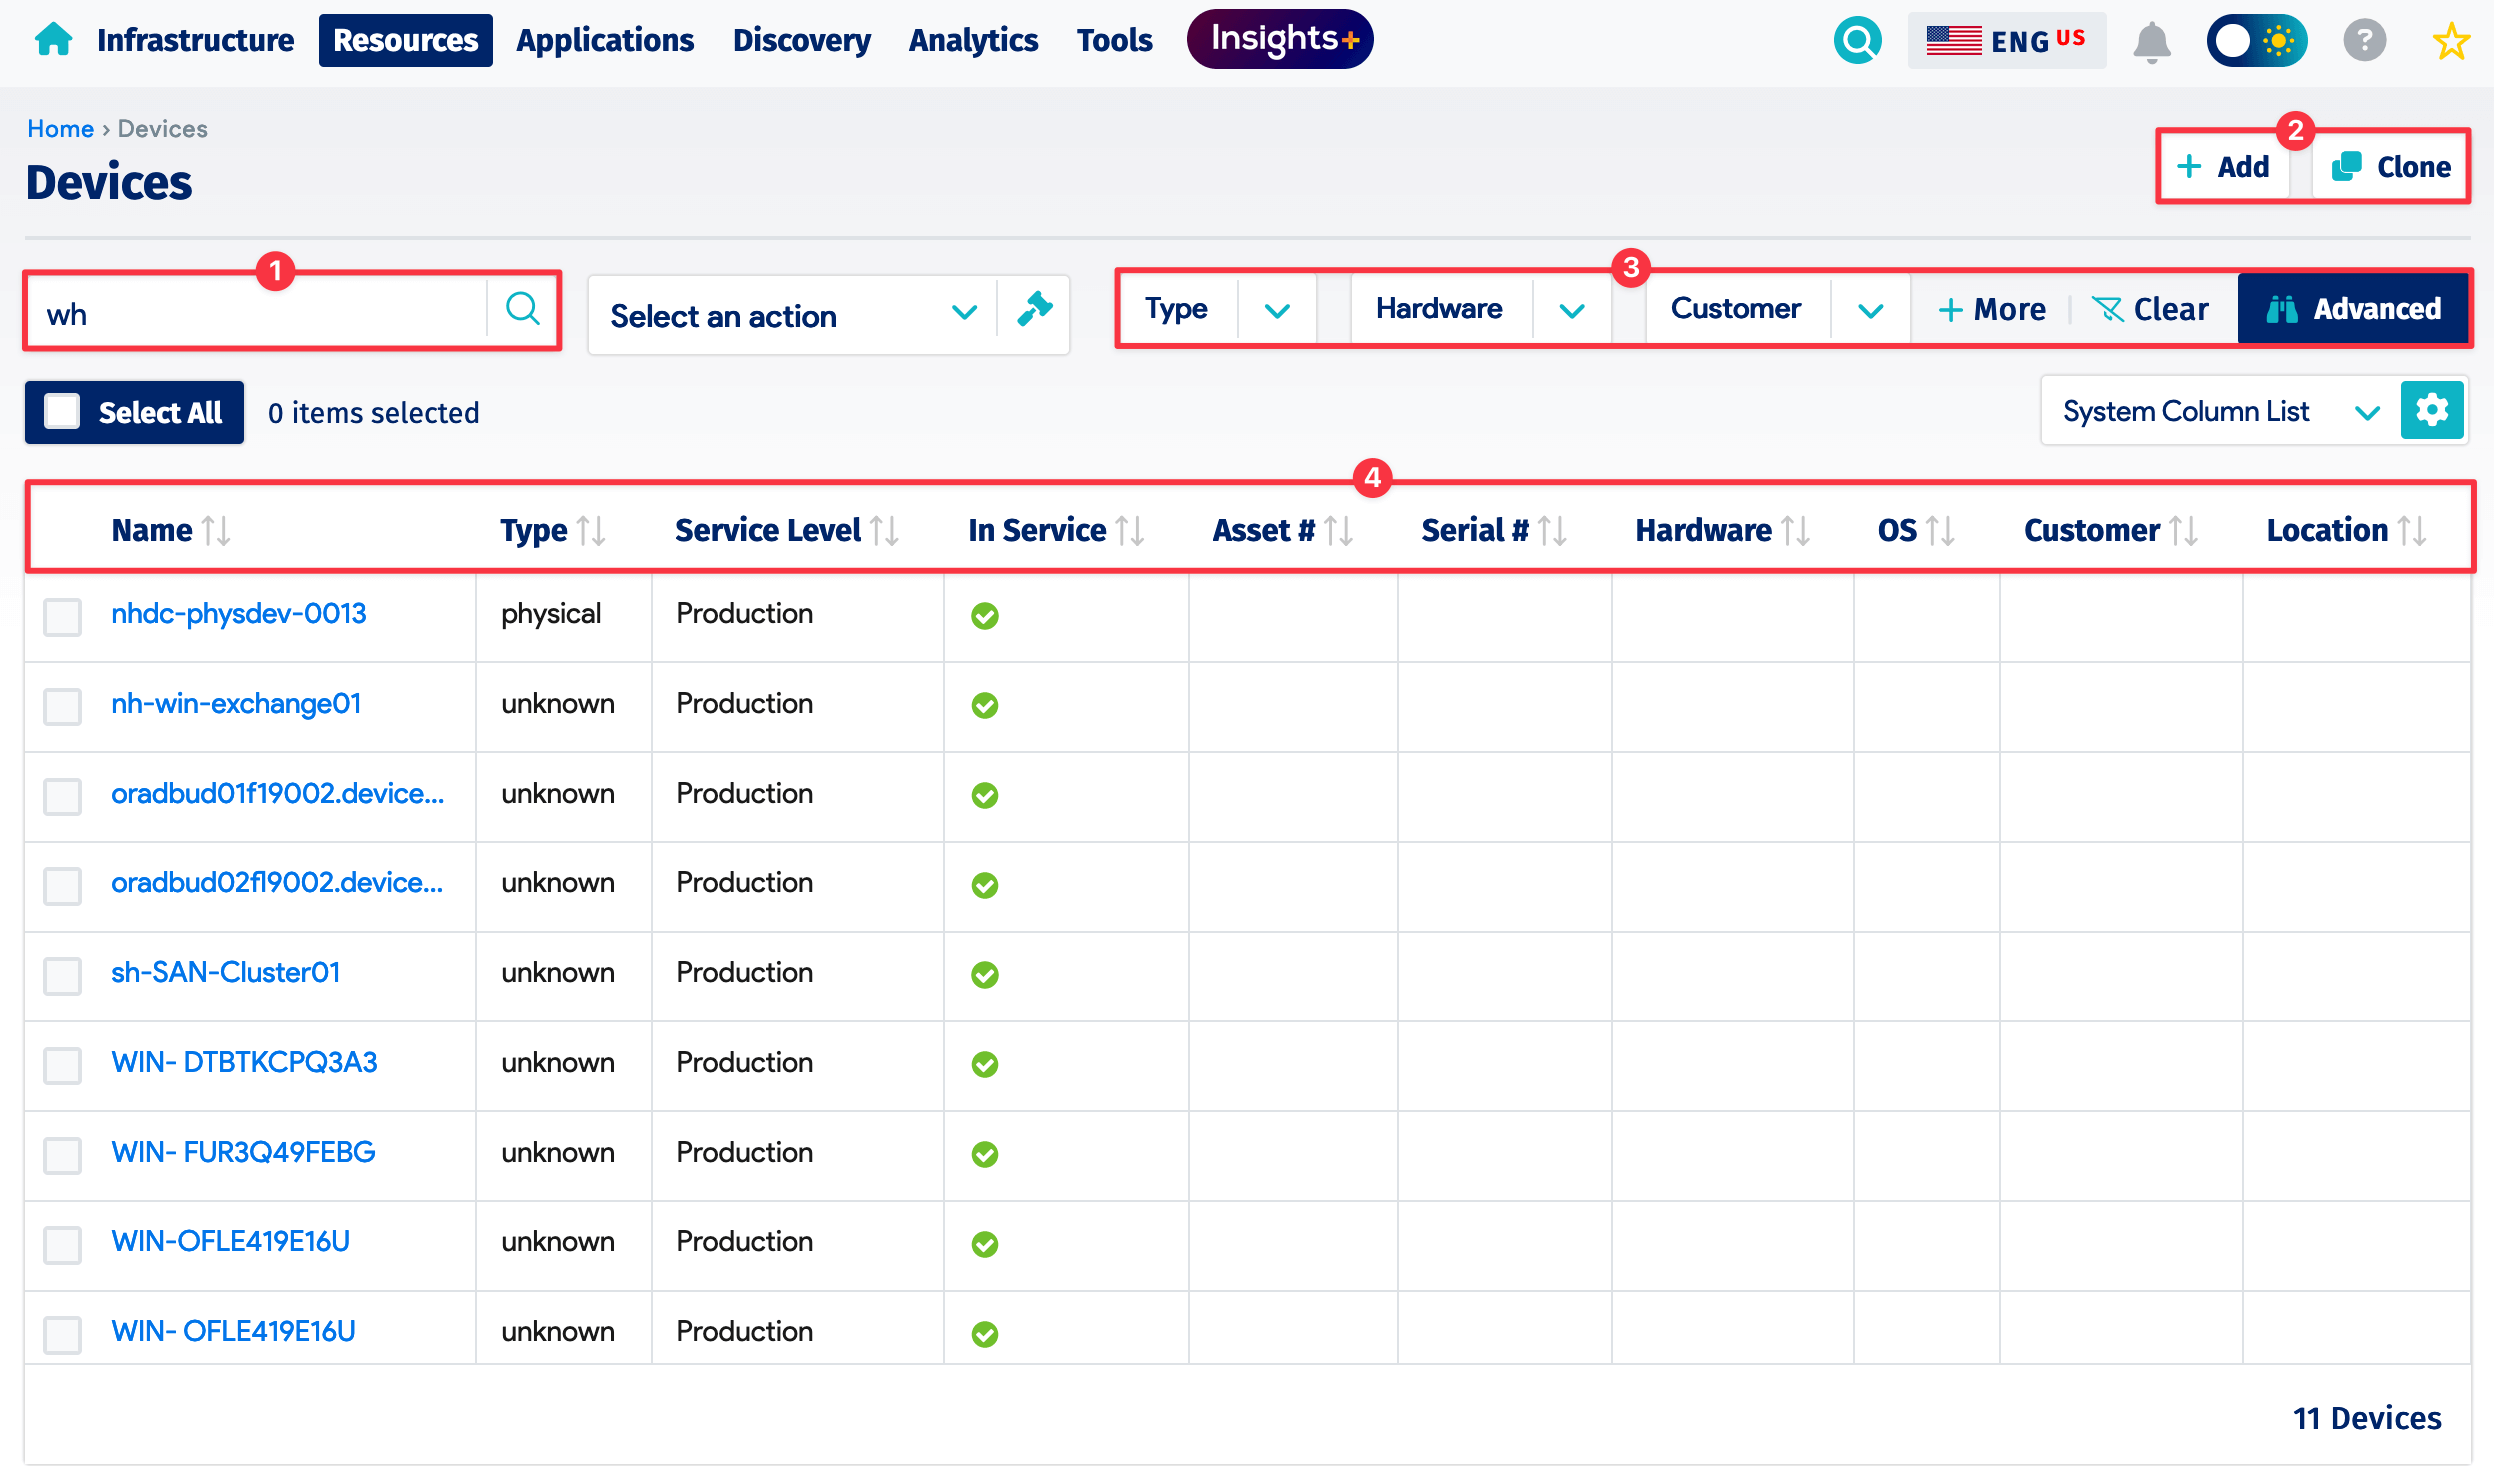 Infrastructure Resources Applications Discovery Analytics Tools Insights+ ENG US ?
Home › Devices
Devices
2
+ Add Clone
1
wh
Select an action
3
Type Hardware Customer + More Clear Advanced
Select All 0 items selected
System Column List
4
Name Type Service Level In Service Asset # Serial # Hardware OS Customer Location
nhdc-physdev-0013 physical Production
nh-win-exchange01 unknown Production
oradbud01f19002.device... unknown Production
oradbud02fl9002.device... unknown Production
sh-SAN-Cluster01 unknown Production
WIN- DTBTKCPQ3A3 unknown Production
WIN- FUR3Q49FEBG unknown Production
WIN-OFLE419E16U unknown Production
WIN- OFLE419E16U unknown Production
11 Devices